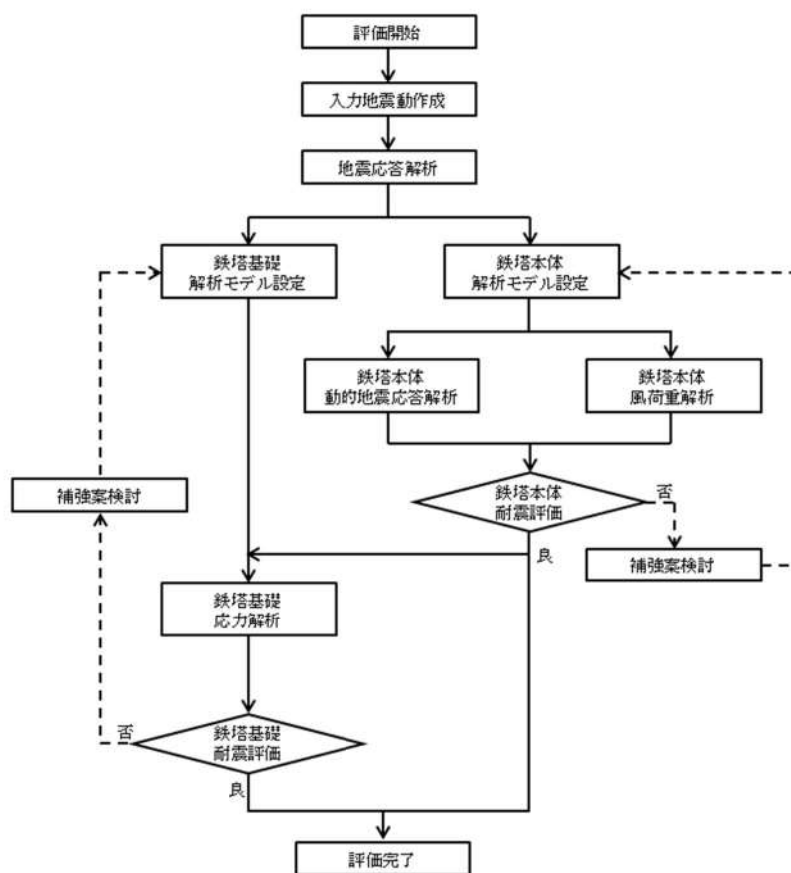 評価開始
入力地震動作成
地震応答解析
鉄塔基礎
解析モデル設定
鉄塔本体
解析モデル設定
鉄塔本体
動的地震応答解析
鉄塔本体
風荷重解析
補強案検討
鉄塔本体
耐震評価
否
良
補強案検討
鉄塔基礎
応力解析
否
鉄塔基礎
耐震評価
良
評価完了